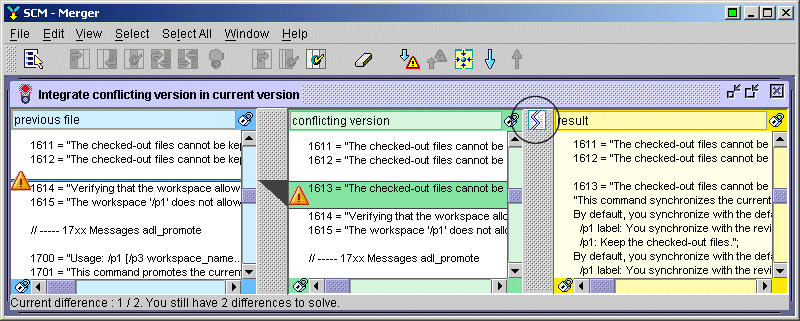 SCM - Merger
File Edit View Select Select All Window Help
Integrate conflicting version in current version
previous file
1611 = "The checked-out files cannot be kep
1612 = "The checked-out files cannot be kep
1614 = "Verifying that the workspace allow
1615 = "The workspace '/p1' does not allow
// ----- 17xx Messages adl_promote
1700 = "Usage: /p1 [/p3 workspace_name...
1701 = "This command promotes the current
conflicting version
1611 = "The checked-out files cannot be
1612 = "The checked-out files cannot be
1613 = "The checked-out files cannot be
1614 = "Verifying that the workspace allow
1615 = "The workspace '/p1' does not allow
// ----- 17xx Messages adl_promote
result
1611 = "The checked-out files cannot be
1612 = "The checked-out files cannot be
1613 = "The checked-out files cannot be
"This command synchronizes the current
By default, you synchronize with the defa
/p1 label: You synchronize with the revi
/p1: Keep the checked-out files.";
By default, you synchronize with the defa
/p1 label: You synchronize with the revi
Current difference : 1 / 2. You still have 2 differences to solve.